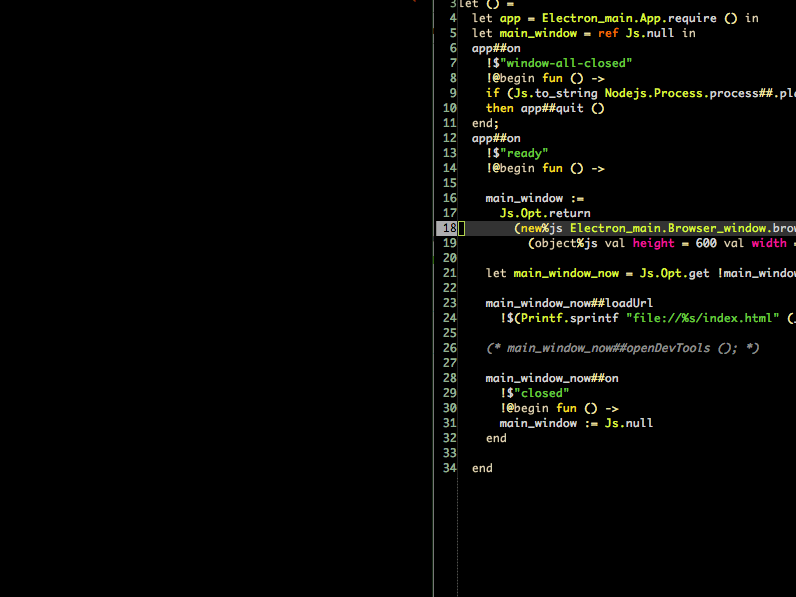 3 let () =
4 let app = Electron_main.App.require () in
5 let main_window = ref Js.null in
6 app##on
7 !$"window-all-closed"
8 !@begin fun () ->
9 if (Js.to_string Nodejs.Process.process##.pl
10 then app##quit ()
11 end;
12 app##on
13 !$"ready"
14 !@begin fun () ->
15
16 main_window :=
17 Js.Opt.return
18 (new%js Electron_main.Browser_window.brow
19 (object%js val height = 600 val width =
20
21 let main_window_now = Js.Opt.get !main_window
22
23 main_window_now##loadUrl
24 !$(Printf.sprintf "file://%s/index.html" (
25
26 (* main_window_now##openDevTools (); *)
27
28 main_window_now##on
29 !$"closed"
30 !@begin fun () ->
31 main_window := Js.null
32 end
33
34 end